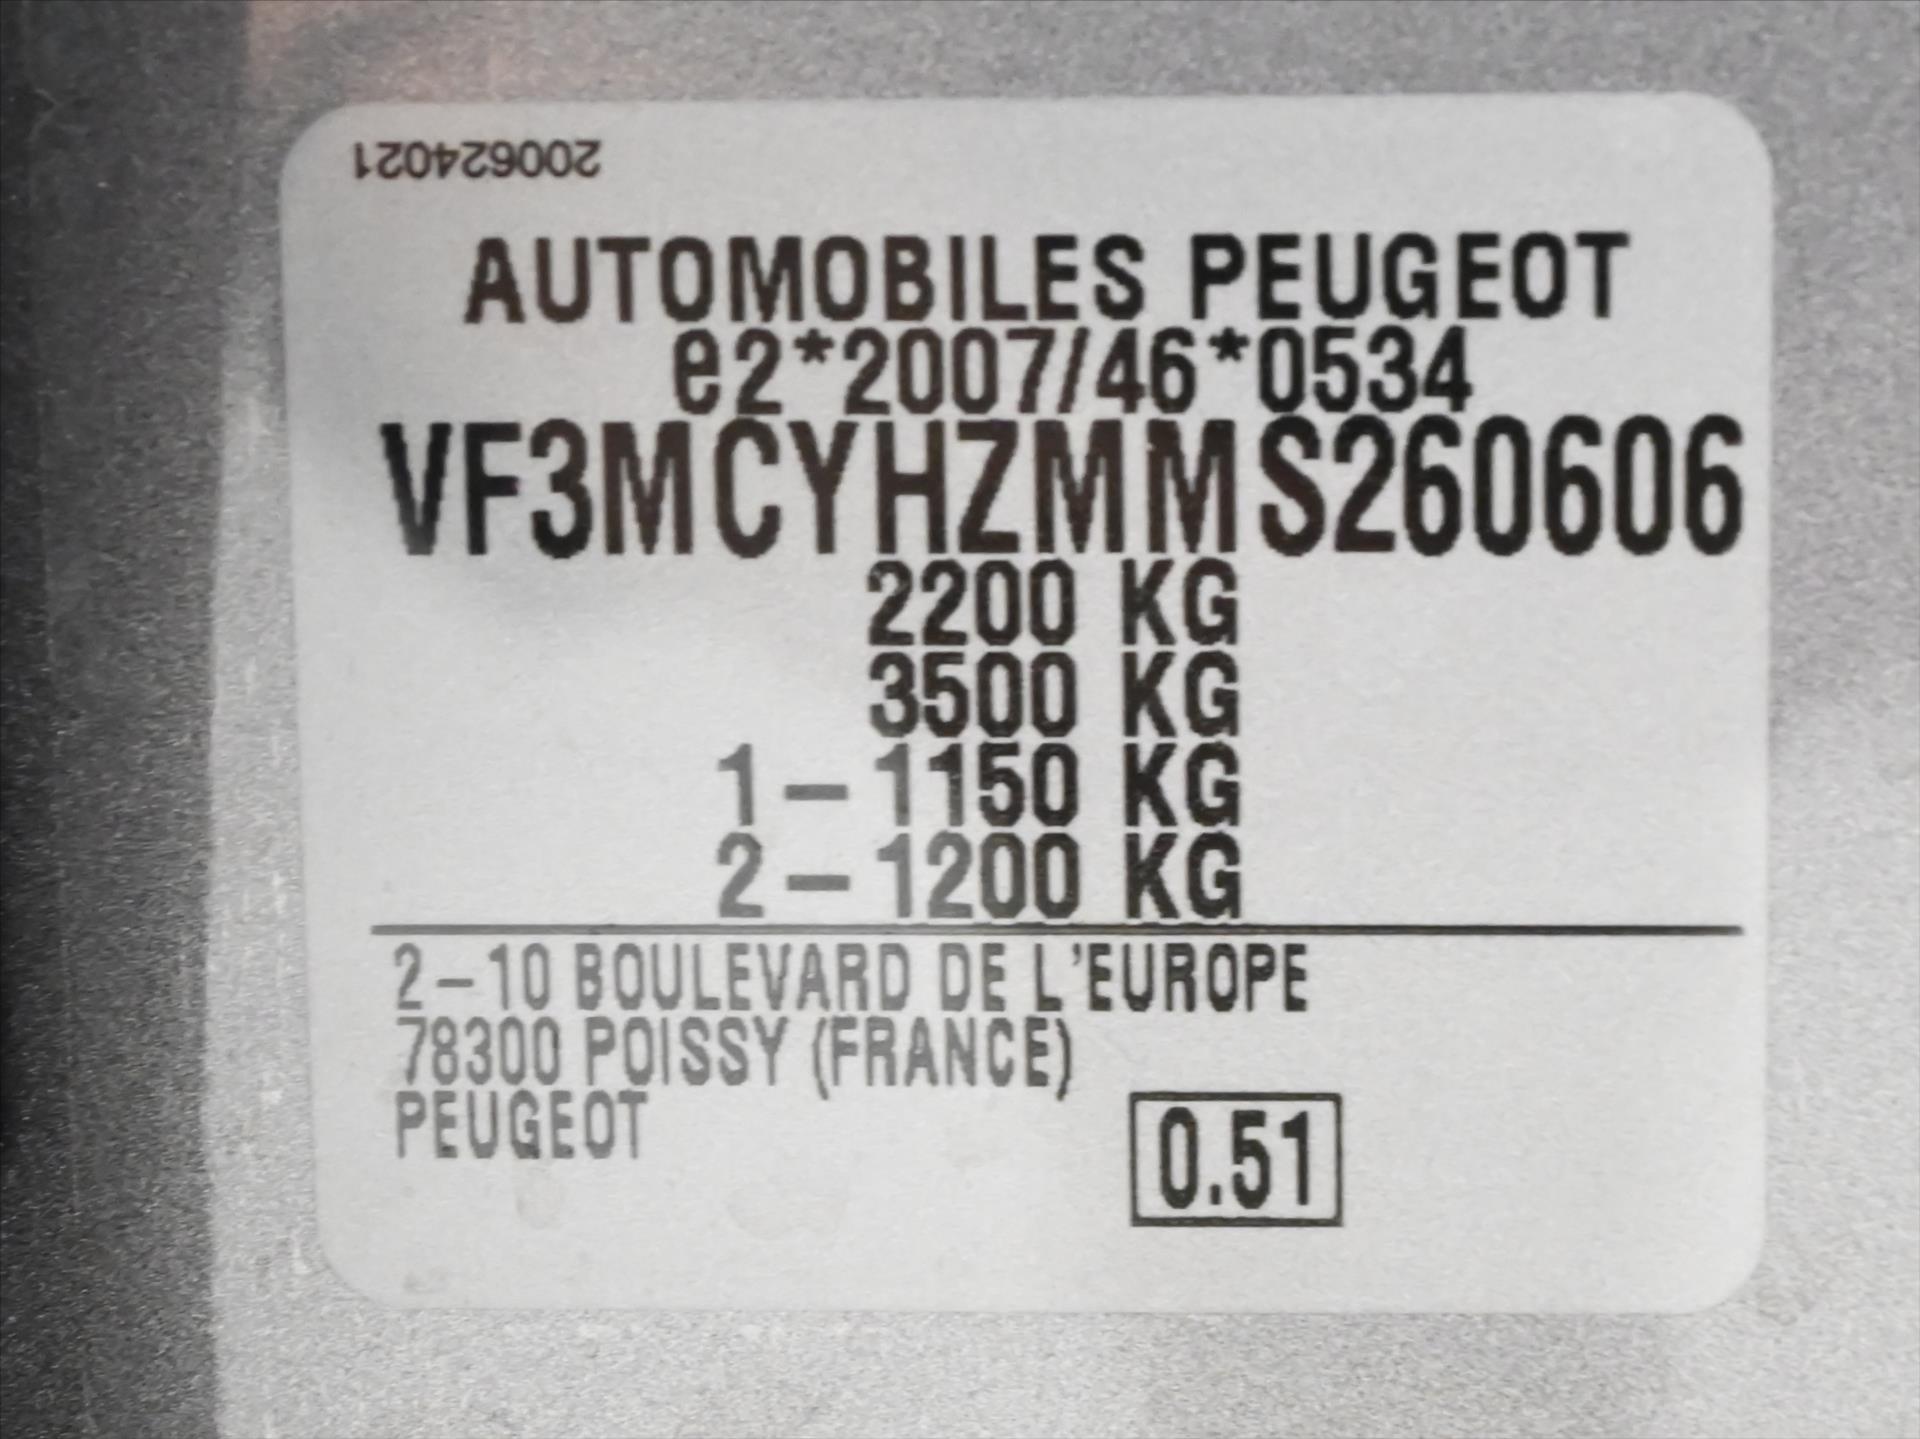 200624021
AUTOMOBILES PEUGEOT
e2*2007/46*0534
VF3MCYHZMMS260606
2200 KG
3500 KG
1-1150 KG
2-1200 KG
2-10 BOULEVARD DE L'EUROPE
78300 POISSY (FRANCE)
PEUGEOT
0.51